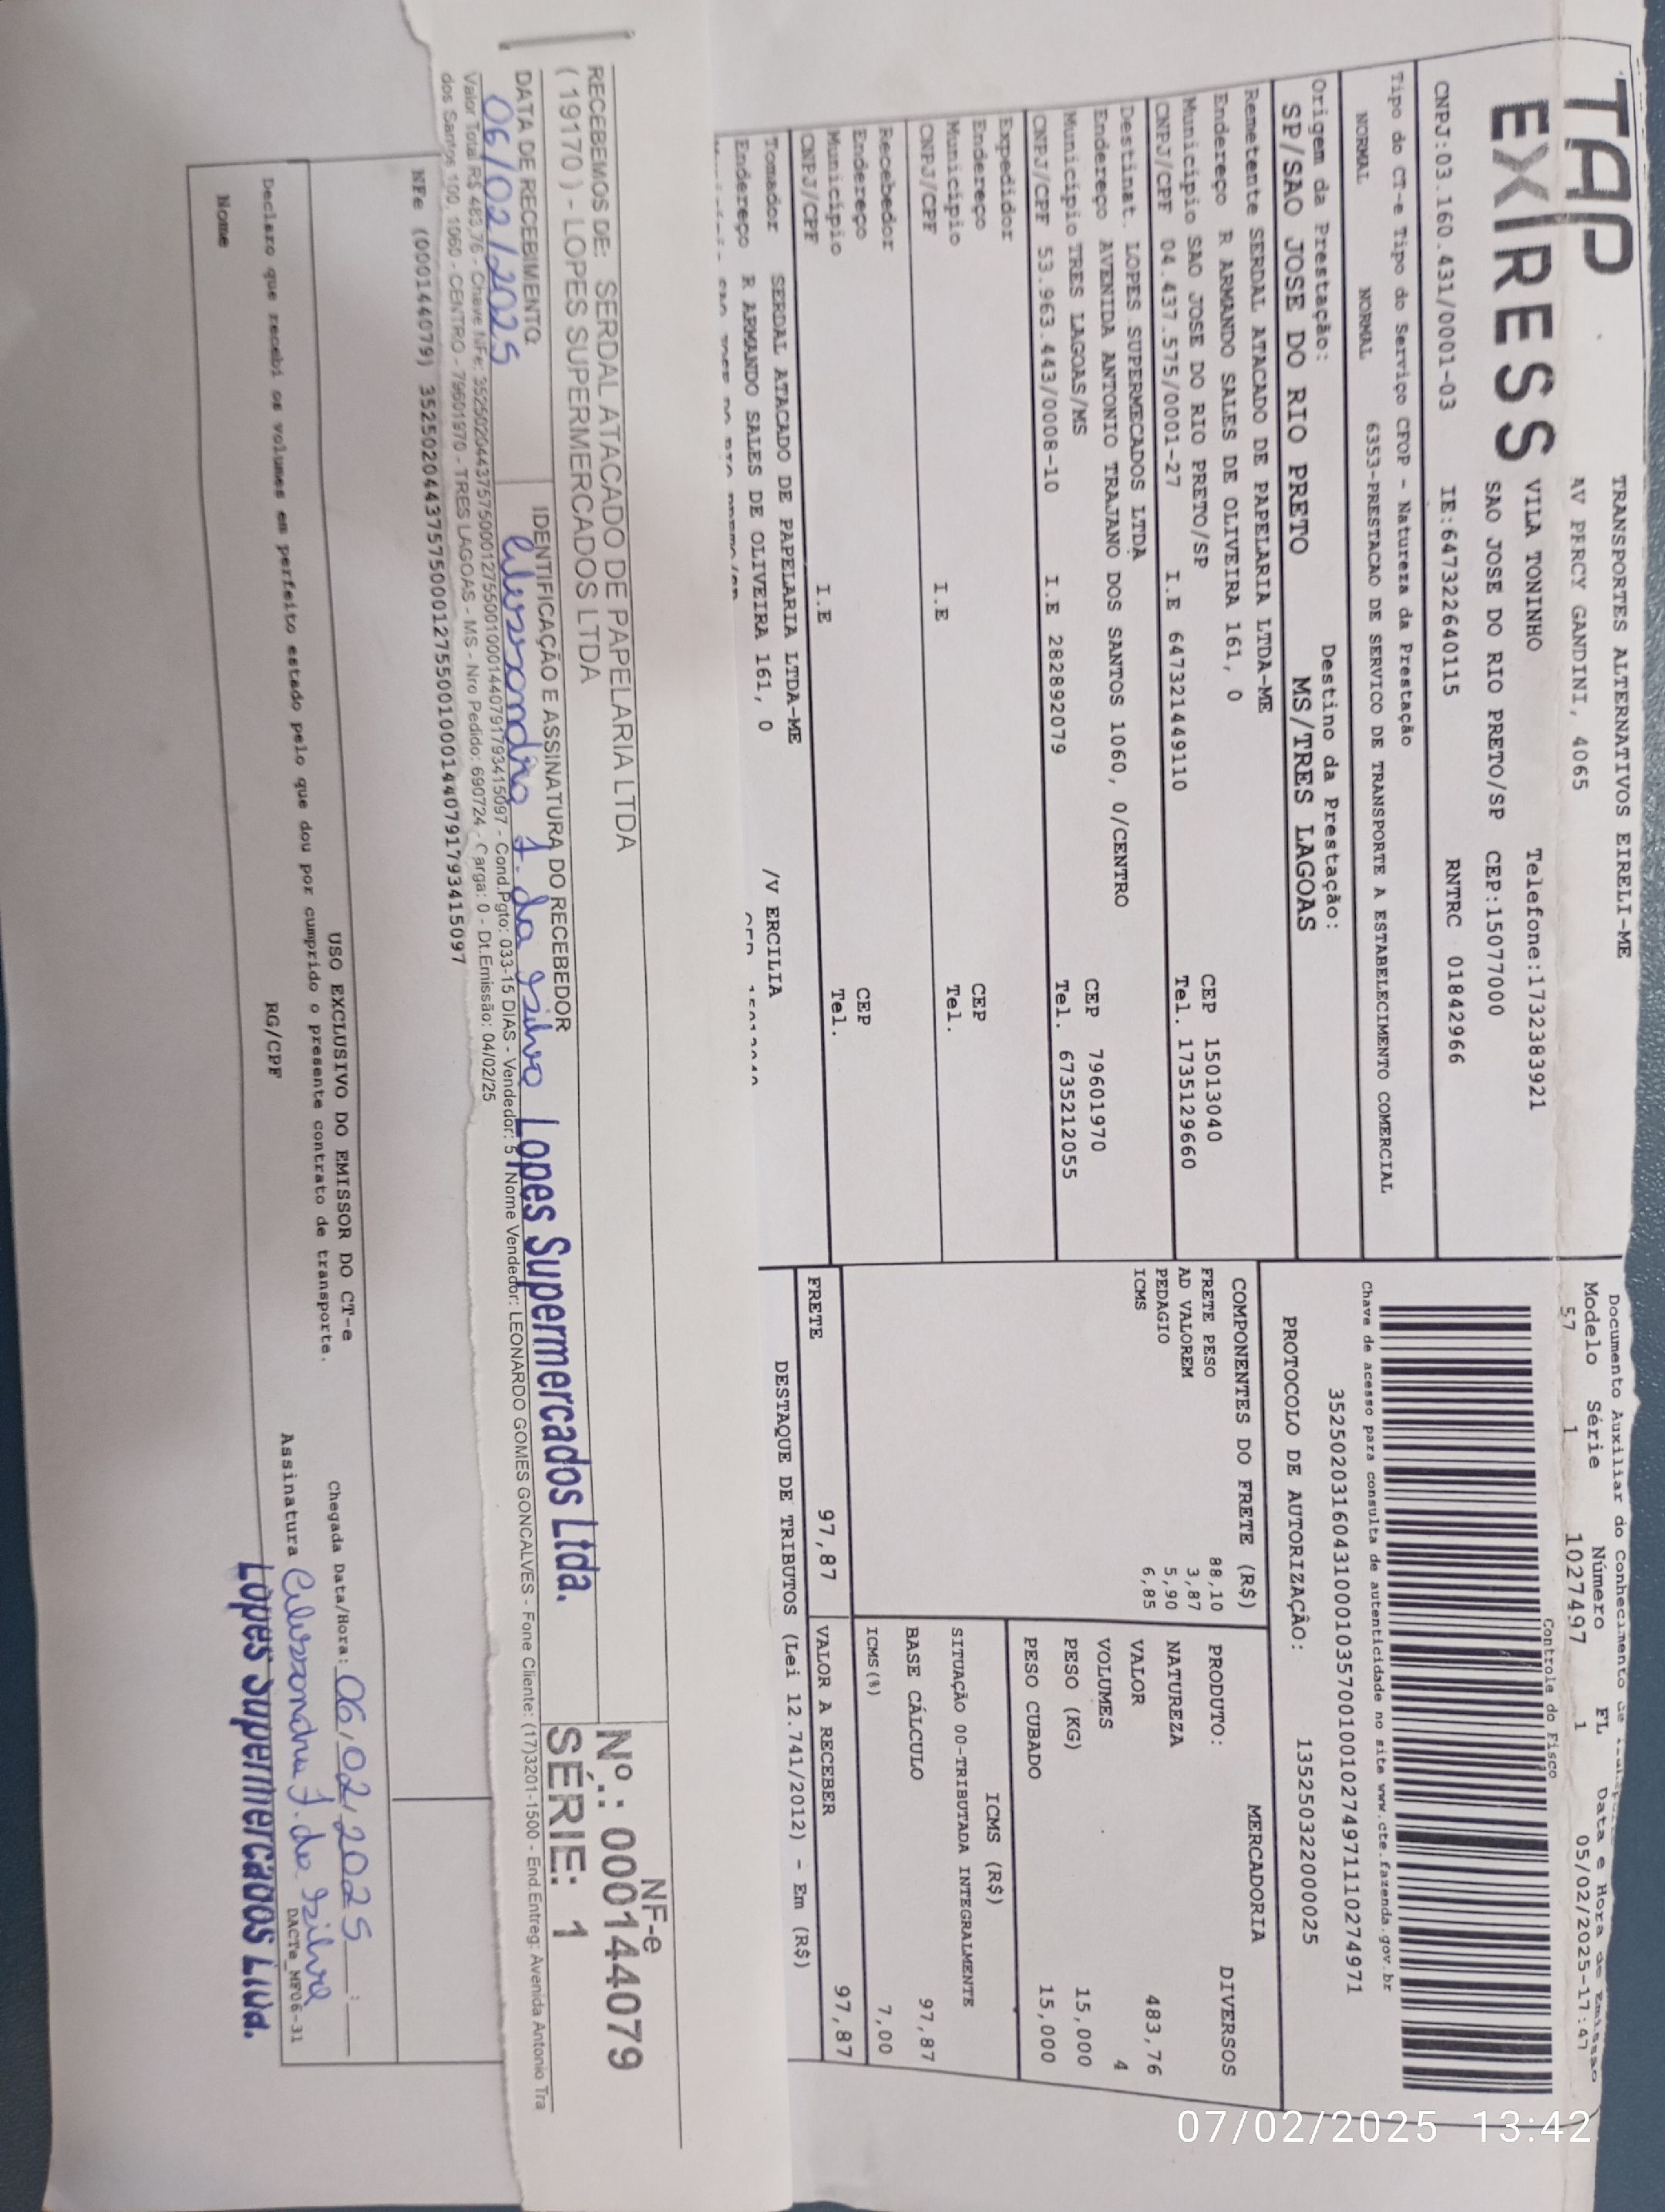 TAP
EXPRESS
TRANSPORTES ALTERNATIVOS EIRELI-ME
AV PERCY GANDINI, 4065
VILA TONINHO Telefone:1732383921
SAO JOSE DO RIO PRETO/SP CEP:15077000
CNPJ:03.160.431/0001-03 IE:647322640115 RNTRC 01842966
Tipo do CT-e Tipo do Serviço CFOP - Natureza da Prestação
NORMAL NORMAL 6353-PRESTACAO DE SERVICO DE TRANSPORTE A ESTABELECIMENTO COMERCIAL
Origem da Prestação: Destino da Prestação:
SP/SAO JOSE DO RIO PRETO MS/TRES LAGOAS
Remetente SERDAL ATACADO DE PAPELARIA LTDA-ME
Endereço R ARMANDO SALES DE OLIVEIRA 161, 0
Município SAO JOSE DO RIO PRETO/SP CEP 15013040
CNPJ/CPF 04.437.575/0001-27 I.E 647321449110 Tel. 1735129660
Destinat. LOPES SUPERMECADOS LTDA
Endereço AVENIDA ANTONIO TRAJANO DOS SANTOS 1060, 0/CENTRO
Município TRES LAGOAS/MS CEP 79601970
CNPJ/CPF 53.963.443/0008-10 I.E 282892079 Tel. 6735212055
Expedidor
Endereço
Município CEP
CNPJ/CPF I.E Tel.
Recebedor
Endereço
Município CEP
CNPJ/CPF I.E Tel.
Tomador SERDAL ATACADO DE PAPELARIA LTDA-ME
Endereço R ARMANDO SALES DE OLIVEIRA 161, 0 /V ERCILIA
Documento Auxiliar do Conhecimento de
Modelo Série Número FL Data e Hora de Emissao
57 1 1027497 1 05/02/2025-17:47
Controle do Fisco
Chave de acesso para consulta de autenticidade no site www.cte.fazenda.gov.br
35250203160431000103570010010274971110274971
PROTOCOLO DE AUTORIZAÇÃO: 135250322000025
COMPONENTES DO FRETE (R$)
FRETE PESO 88,10
AD VALOREM 3,87
PEDAGIO 5,90
ICMS 6,85
MERCADORIA
PRODUTO: DIVERSOS
NATUREZA
VALOR 483,76
VOLUMES 4
PESO (KG) 15,000
PESO CUBADO 15,000
ICMS (R$)
SITUAÇÃO 00-TRIBUTADA INTEGRALMENTE
BASE CÁLCULO 97,87
ICMS(%) 7,00
FRETE 97,87 VALOR A RECEBER 97,87
DESTAQUE DE TRIBUTOS (Lei 12.741/2012) - Em (R$)
RECEBEMOS DE: SERDAL ATACADO DE PAPELARIA LTDA
(19170) - LOPES SUPERMERCADOS LTDA
NF-e
Nº.: 000144079
SÉRIE: 1
DATA DE RECEBIMENTO IDENTIFICAÇÃO E ASSINATURA DO RECEBEDOR
06/02/2025 Alessandra J. da Silva Lopes Supermercados Ltda.
Valor Total R$ 483,76 - Chave NFe: 35250204437575000127550010001440791793415097 - Cond.Pgto: 033-15 DIAS - Vendedor: 5 Nome Vendedor: LEONARDO GOMES GONCALVES - Fone Cliente: (17)3201-1500 - End.Entreg: Avenida Antonio Tra
dos Santos 100, 1060 - CENTRO - 79601970 - TRES LAGOAS - MS - Nro Pedido: 690724 - Carga: 0 - Dt.Emissão: 04/02/25
NFe (000144079) 35250204437575000127550010001440791793415097
USO EXCLUSIVO DO EMISSOR DO CT-e
Declaro que recebi os volumes em perfeito estado pelo que dou por cumprido o presente contrato de transporte.
Chegada Data/Hora: 06/02/2025 :
Nome RG/CPF Assinatura Alessandra J. da Silva
DACTe_MF06-31
Lopes Supermercados Ltda.
07/02/2025 13:42